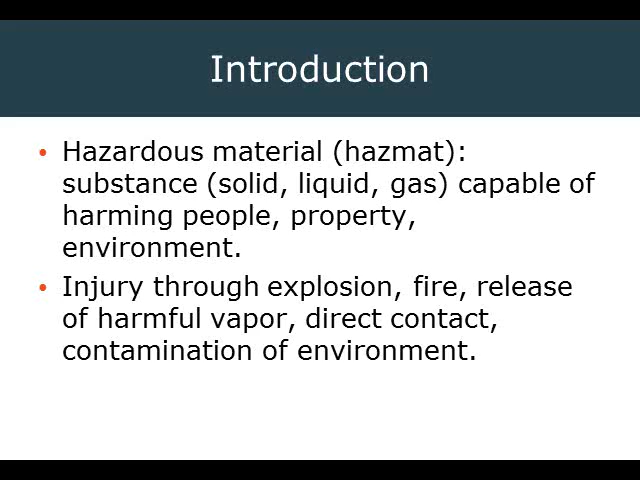 Introduction
• Hazardous material (hazmat):
substance (solid, liquid, gas) capable of
harming people, property,
environment.
• Injury through explosion, fire, release
of harmful vapor, direct contact,
contamination of environment.